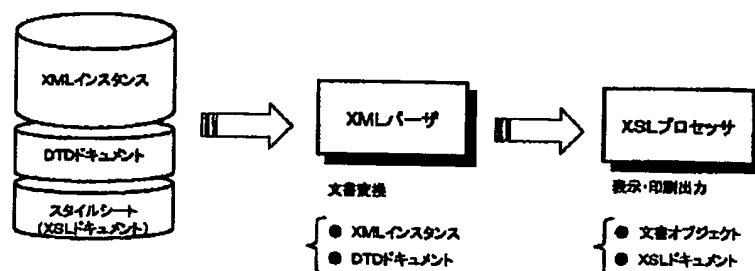 XMLインスタンス
DTDドキュメント
スタイルシート
(XSLドキュメント)
XMLパーザ
文書変換
● XMLインスタンス
● DTDドキュメント
XSLプロセッサ
表示・印刷出力
● 文書オブジェクト
● XSLドキュメント